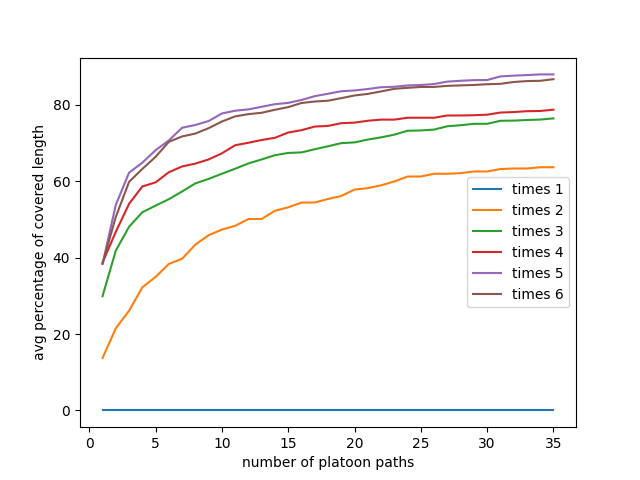 avg percentage of covered length
80
60
40
20
0
times 1
times 2
times 3
times 4
times 5
times 6
0 5 10 15 20 25 30 35
number of platoon paths